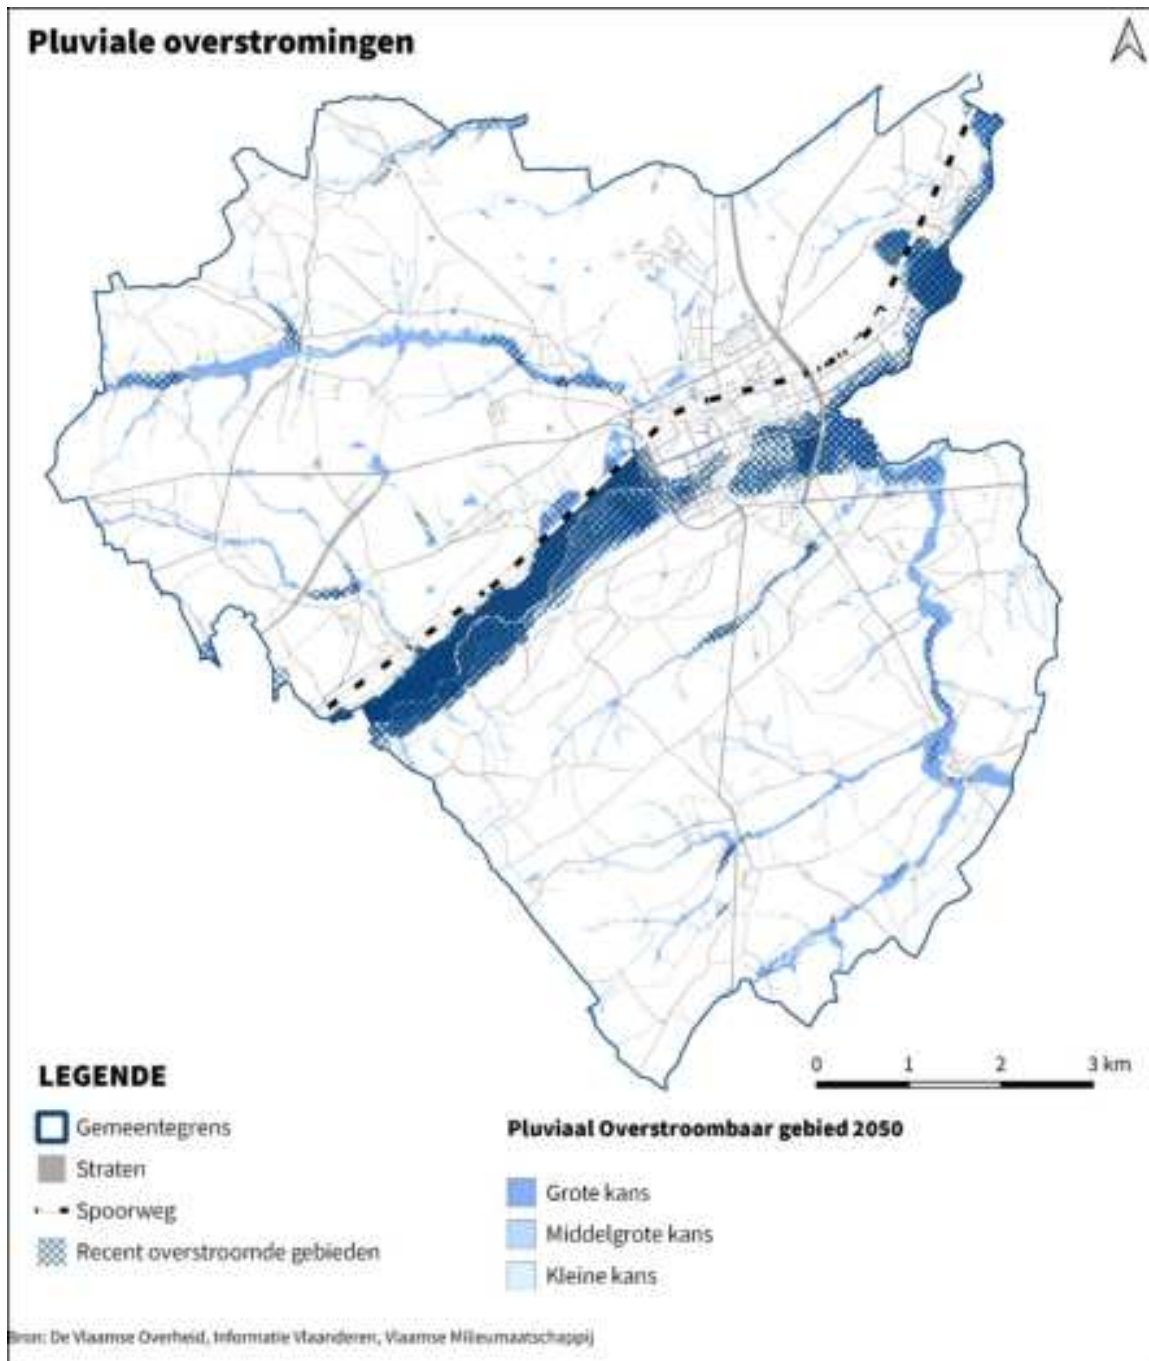 Pluviale overstromingen
LEGENDE
Gemeentegrens
Straten
Spoorweg
Recent overstroomde gebieden
0 1 2 3 km
Pluviaal Overstroombaar gebied 2050
Grote kans
Middelgrote kans
Kleine kans
Bron: De Vlaamse Overheid, Informatie Vlaanderen, Vlaamse Milieumaatschappij